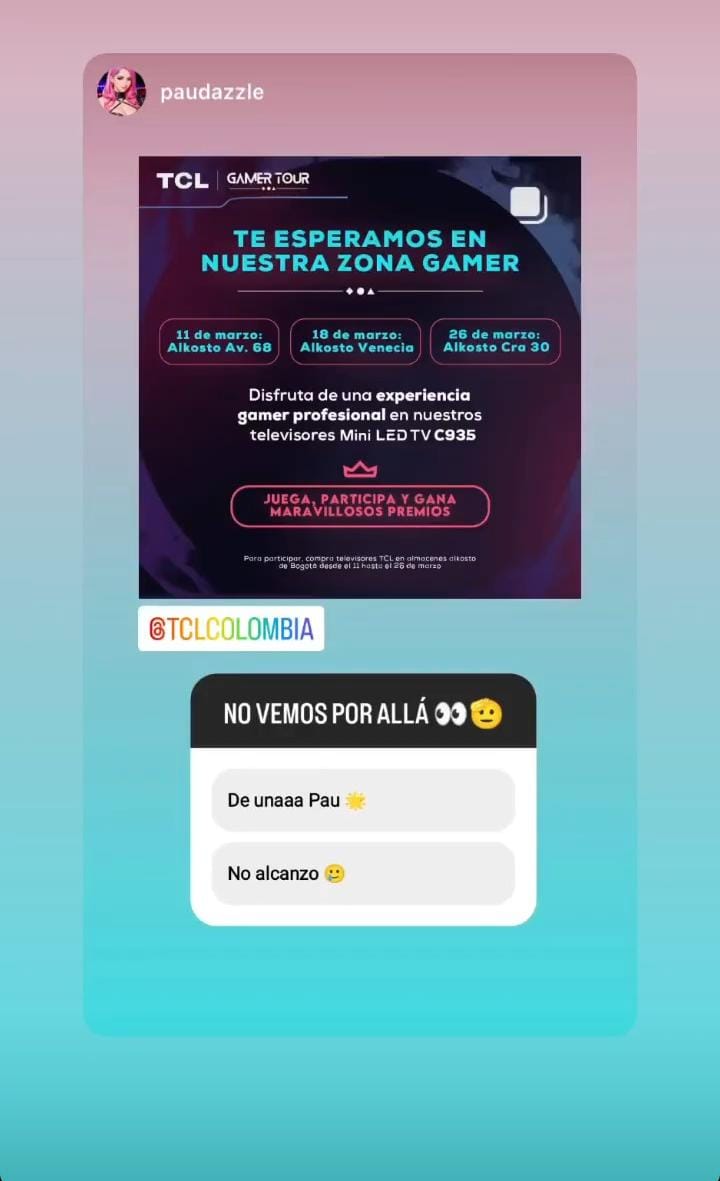 paudazzle
TCL | GAMER TOUR
TE ESPERAMOS EN
NUESTRA ZONA GAMER
11 de marzo:
Alkosto Av. 68
18 de marzo:
Alkosto Venecia
26 de marzo:
Alkosto Cra 30
Disfruta de una experiencia
gamer profesional en nuestros
televisores Mini LED TV C935
JUEGA, PARTICIPA Y GANA
MARAVILLOSOS PREMIOS
Para participar, compra televisores TCL en almacenes alkosto
de Bogotá desde el 11 hasta el 26 de marzo
@TCLCOLOMBIA
NO VEMOS POR ALLÁ 👀🫡
De unaaa Pau 🌟
No alcanzo 🥲